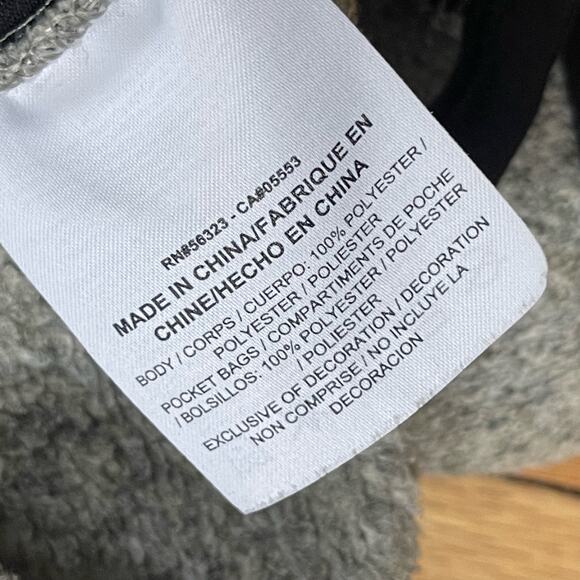 RN#56323 - CA#05553
MADE IN CHINA/FABRIQUE EN
CHINE/HECHO EN CHINA
BODY / CORPS / CUERPO: 100% POLYESTER /
POLYESTER / POLIESTER
POCKET BAGS / COMPARTIMENTS DE POCHE
/ BOLSILLOS: 100% POLYESTER / POLYESTER
/ POLIESTER
EXCLUSIVE OF DECORATION / DECORATION
NON COMPRISE / NO INCLUYE LA
DECORACION